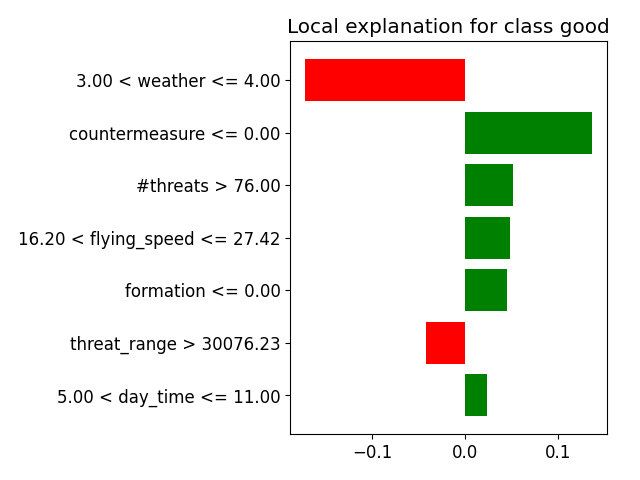 Local explanation for class good
3.00 < weather <= 4.00
countermeasure <= 0.00
#threats > 76.00
16.20 < flying_speed <= 27.42
formation <= 0.00
threat_range > 30076.23
5.00 < day_time <= 11.00
−0.1 0.0 0.1